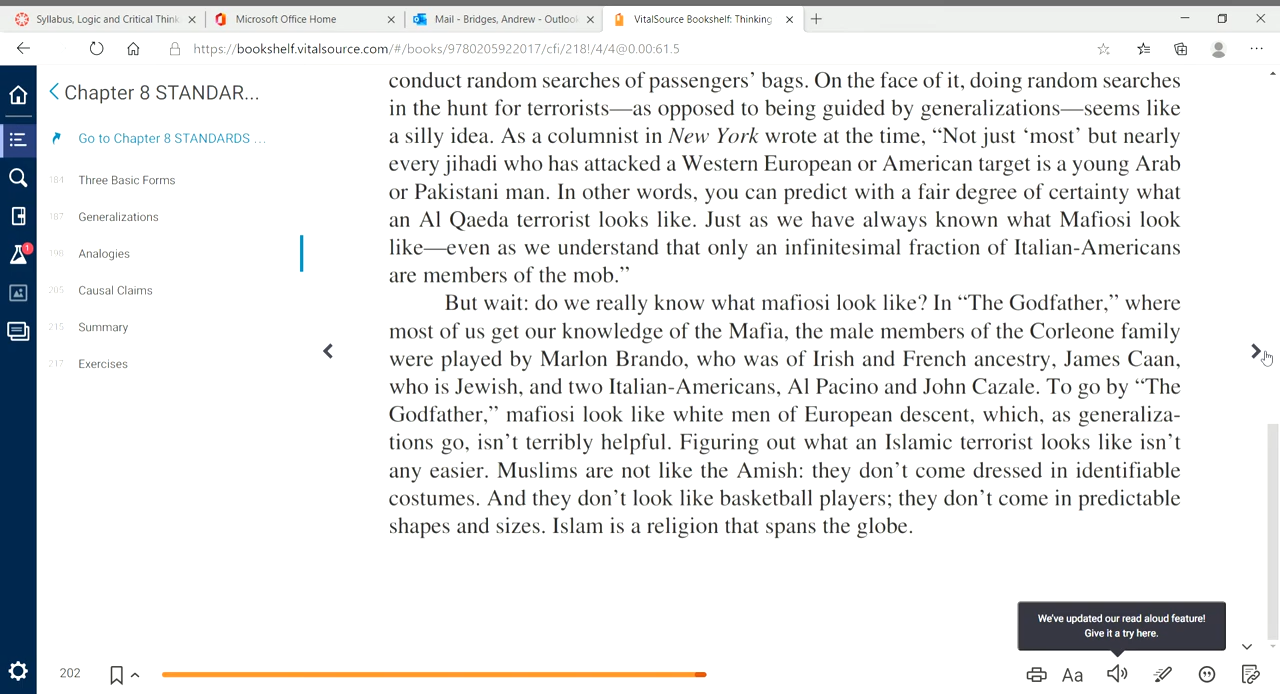 Syllabus, Logic and Critical Think
Microsoft Office Home
Mail - Bridges, Andrew - Outlook
VitalSource Bookshelf: Thinking
https://bookshelf.vitalsource.com/#/books/9780205922017/cfi/218!/4/4@0.00:61.5
Chapter 8 STANDAR...
Go to Chapter 8 STANDARDS ...
184 Three Basic Forms
187 Generalizations
198 Analogies
205 Causal Claims
215 Summary
217 Exercises
1
conduct random searches of passengers’ bags. On the face of it, doing random searches
in the hunt for terrorists—as opposed to being guided by generalizations—seems like
a silly idea. As a columnist in New York wrote at the time, “Not just ‘most’ but nearly
every jihadi who has attacked a Western European or American target is a young Arab
or Pakistani man. In other words, you can predict with a fair degree of certainty what
an Al Qaeda terrorist looks like. Just as we have always known what Mafiosi look
like—even as we understand that only an infinitesimal fraction of Italian-Americans
are members of the mob.”
But wait: do we really know what mafiosi look like? In “The Godfather,” where
most of us get our knowledge of the Mafia, the male members of the Corleone family
were played by Marlon Brando, who was of Irish and French ancestry, James Caan,
who is Jewish, and two Italian-Americans, Al Pacino and John Cazale. To go by “The
Godfather,” mafiosi look like white men of European descent, which, as generaliza-
tions go, isn’t terribly helpful. Figuring out what an Islamic terrorist looks like isn’t
any easier. Muslims are not like the Amish: they don’t come dressed in identifiable
costumes. And they don’t look like basketball players; they don’t come in predictable
shapes and sizes. Islam is a religion that spans the globe.
We've updated our read aloud feature!
Give it a try here.
202
Aa